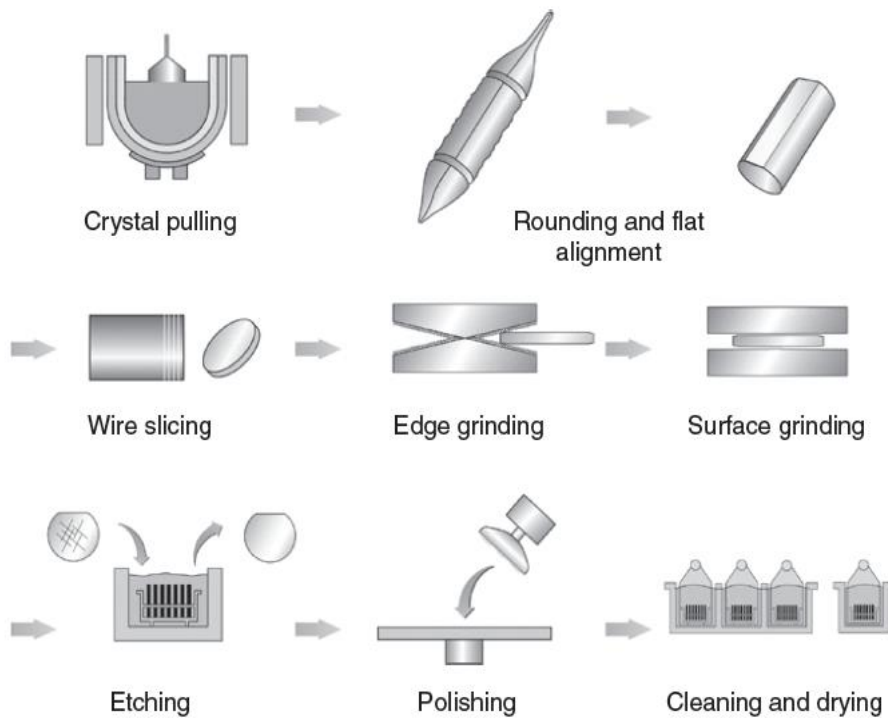 Crystal pulling
Rounding and flat
alignment
Wire slicing
Edge grinding
Surface grinding
Etching
Polishing
Cleaning and drying